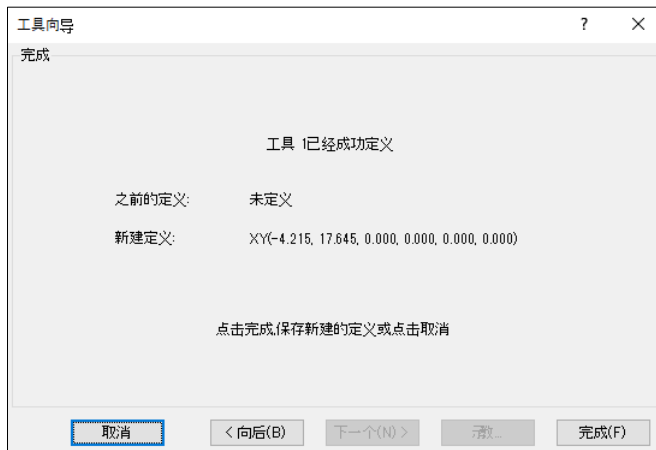 工具向导
完成
工具 1已经成功定义
之前的定义: 未定义
新建定义: XY(-4.215, 17.645, 0.000, 0.000, 0.000, 0.000)
点击完成,保存新建的定义或点击取消
取消 < 向后(B) 下一个(N) > 完成(F)